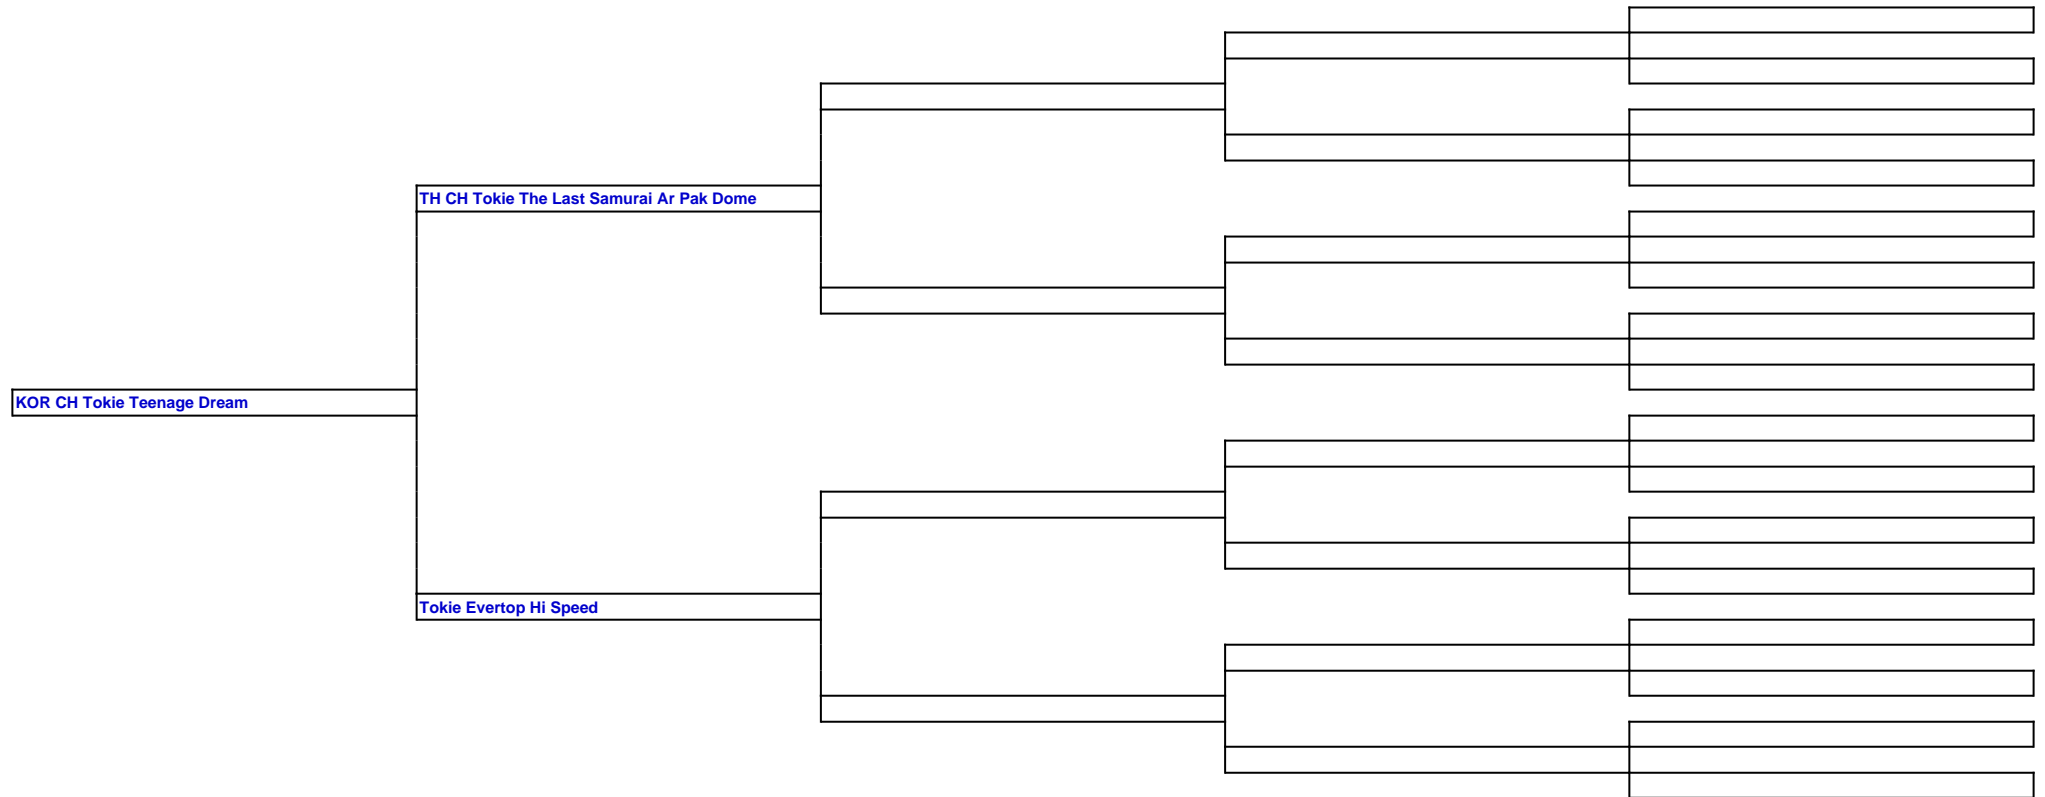 TH CH Tokie The Last Samurai Ar Pak Dome
KOR CH Tokie Teenage Dream
Tokie Evertop Hi Speed